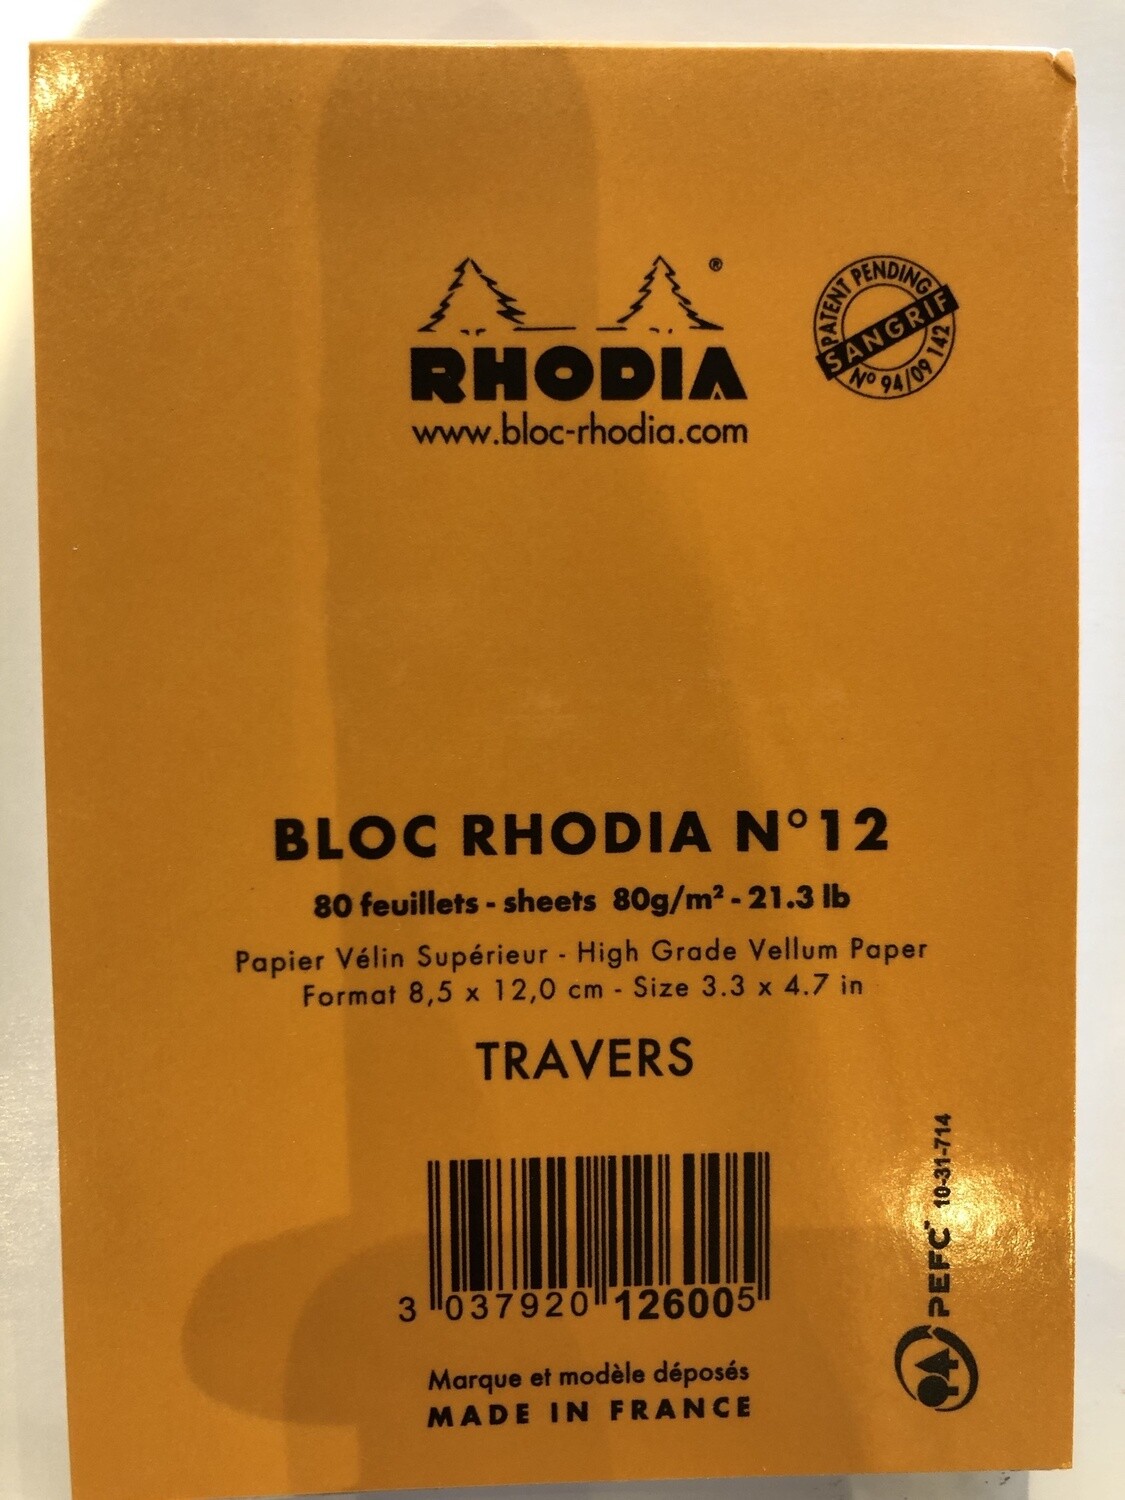 ®
RHODIA
www.bloc-rhodia.com
PATENT PENDING
SANGRIF
Nº 94/09 142
BLOC RHODIA N°12
80 feuillets - sheets 80g/m² - 21.3 lb
Papier Vélin Supérieur - High Grade Vellum Paper
Format 8,5 x 12,0 cm - Size 3.3 x 4.7 in
TRAVERS
3 037920 126005
Marque et modèle déposés
MADE IN FRANCE
PEFC™ 10-31-714